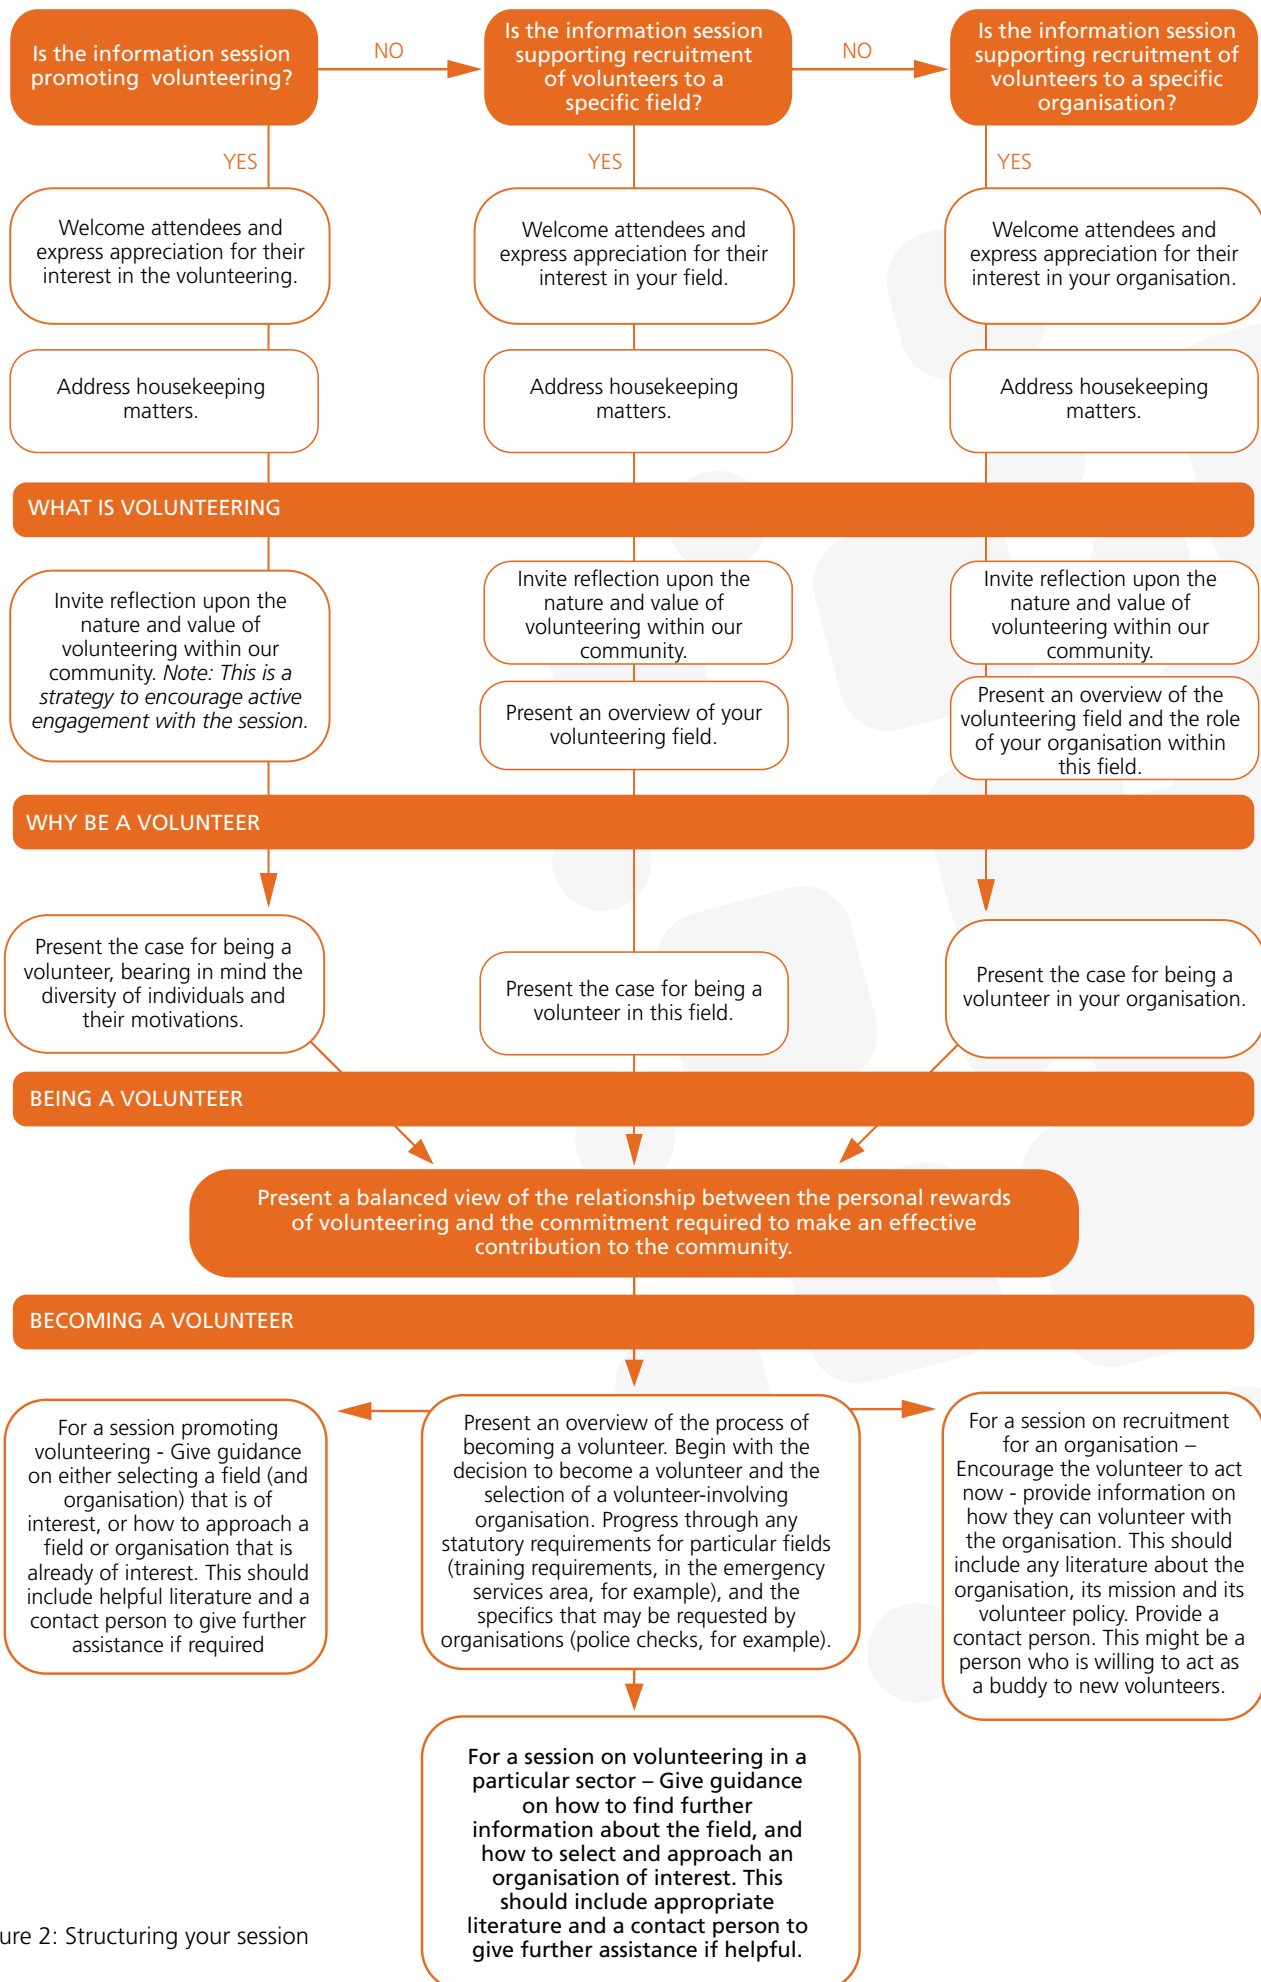 Is the information session
promoting volunteering?
NO
Is the information session
supporting recruitment
of volunteers to a
specific field?
NO
Is the information session
supporting recruitment of
volunteers to a specific
organisation?
YES
YES
YES
Welcome attendees and
express appreciation for their
interest in the volunteering.
Welcome attendees and
express appreciation for their
interest in your field.
Welcome attendees and
express appreciation for their
interest in your organisation.
Address housekeeping
matters.
Address housekeeping
matters.
Address housekeeping
matters.
WHAT IS VOLUNTEERING
Invite reflection upon the
nature and value of
volunteering within our
community. Note: This is a
strategy to encourage active
engagement with the session.
Invite reflection upon the
nature and value of
volunteering within our
community.
Present an overview of your
volunteering field.
Invite reflection upon the
nature and value of
volunteering within our
community.
Present an overview of the
volunteering field and the role
of your organisation within
this field.
WHY BE A VOLUNTEER
Present the case for being a
volunteer, bearing in mind the
diversity of individuals and
their motivations.
Present the case for being a
volunteer in this field.
Present the case for being a
volunteer in your organisation.
BEING A VOLUNTEER
Present a balanced view of the relationship between the personal rewards
of volunteering and the commitment required to make an effective
contribution to the community.
BECOMING A VOLUNTEER
For a session promoting
volunteering - Give guidance
on either selecting a field (and
organisation) that is of
interest, or how to approach a
field or organisation that is
already of interest. This should
include helpful literature and a
contact person to give further
assistance if required
Present an overview of the process of
becoming a volunteer. Begin with the
decision to become a volunteer and the
selection of a volunteer-involving
organisation. Progress through any
statutory requirements for particular fields
(training requirements, in the emergency
services area, for example), and the
specifics that may be requested by
organisations (police checks, for example).
For a session on recruitment
for an organisation –
Encourage the volunteer to act
now - provide information on
how they can volunteer with
the organisation. This should
include any literature about the
organisation, its mission and its
volunteer policy. Provide a
contact person. This might be a
person who is willing to act as
a buddy to new volunteers.
For a session on volunteering in a
particular sector – Give guidance
on how to find further
information about the field, and
how to select and approach an
organisation of interest. This
should include appropriate
literature and a contact person to
give further assistance if helpful.
ure 2: Structuring your session